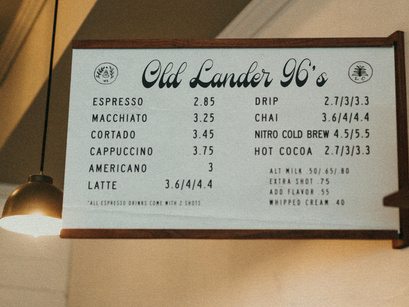 Old Lander 96's
ESPRESSO 2.85
MACCHIATO 3.25
CORTADO 3.45
CAPPUCCINO 3.75
AMERICANO 3
LATTE 3.6/4/4.4
*ALL ESPRESSO DRINKS COME WITH 2 SHOTS
DRIP 2.7/3/3.3
CHAI 3.6/4/4.4
NITRO COLD BREW 4.5/5.5
HOT COCOA 2.7/3/3.3
ALT MILK .50/.65/.80
EXTRA SHOT .75
ADD FLAVOR .55
WHIPPED CREAM .40
L C